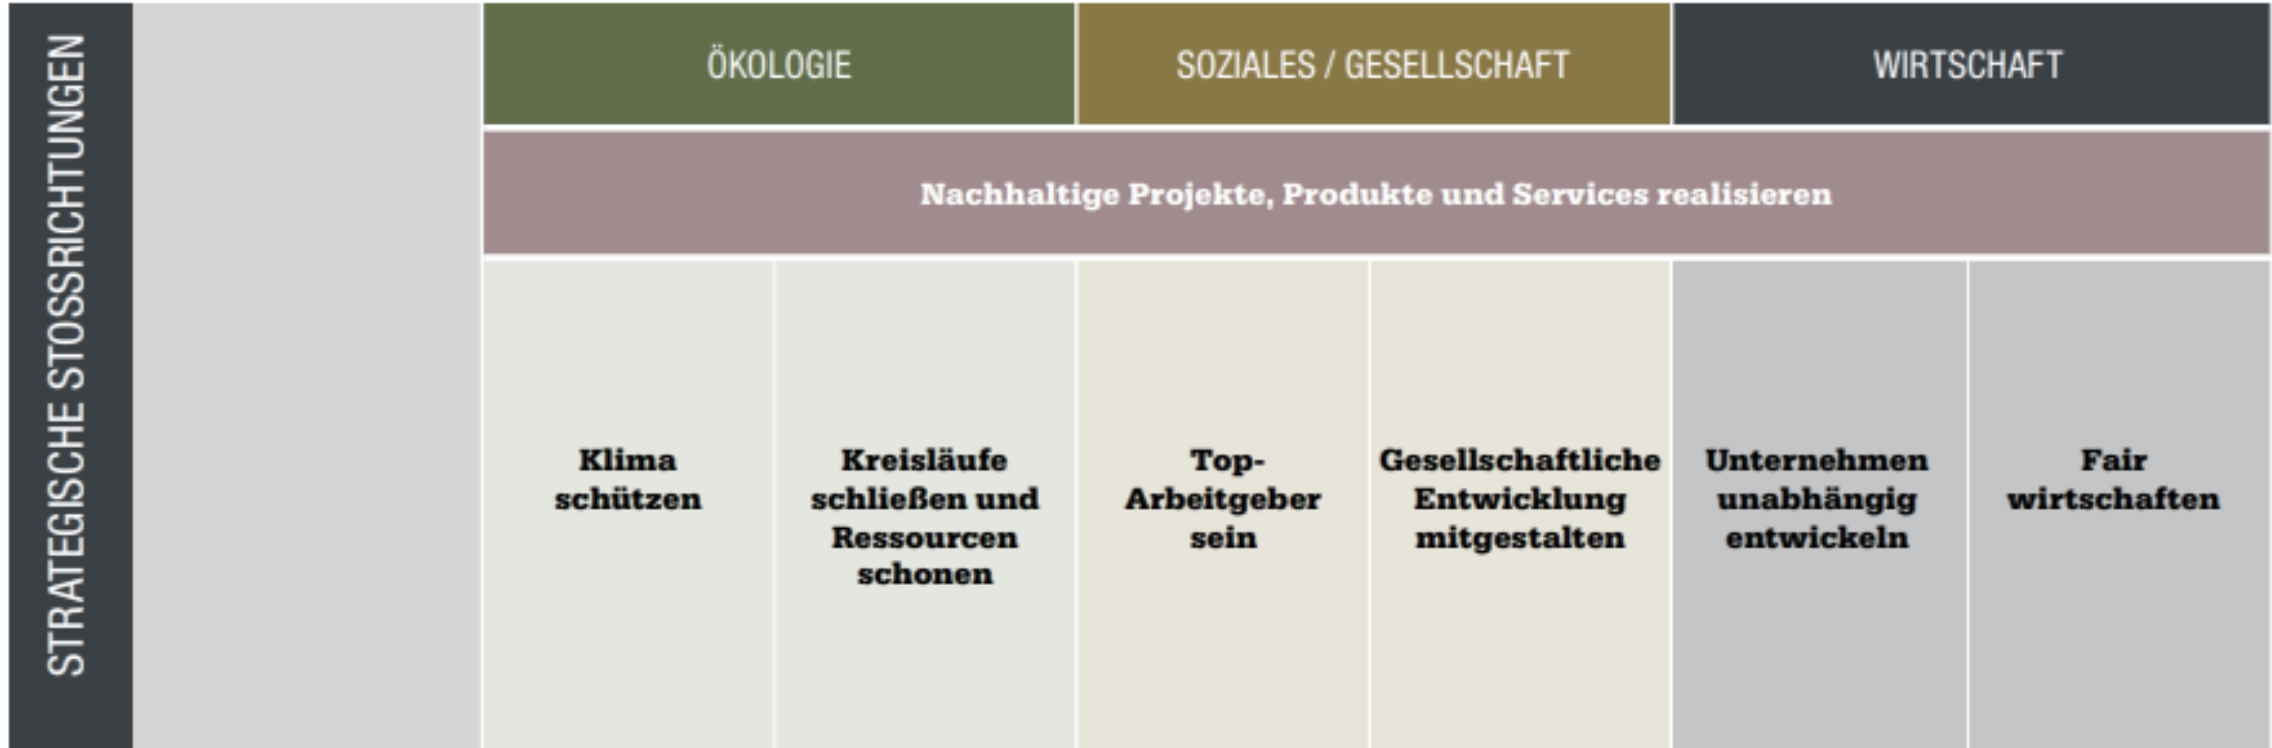 STRATEGISCHE STOSSRICHTUNGEN
ÖKOLOGIE
SOZIALES / GESELLSCHAFT
WIRTSCHAFT
Nachhaltige Projekte, Produkte und Services realisieren
Klima
schützen
Kreisläufe
schließen und
Ressourcen
schonen
Top-
Arbeitgeber
sein
Gesellschaftliche
Entwicklung
mitgestalten
Unternehmen
unabhängig
entwickeln
Fair
wirtschaften